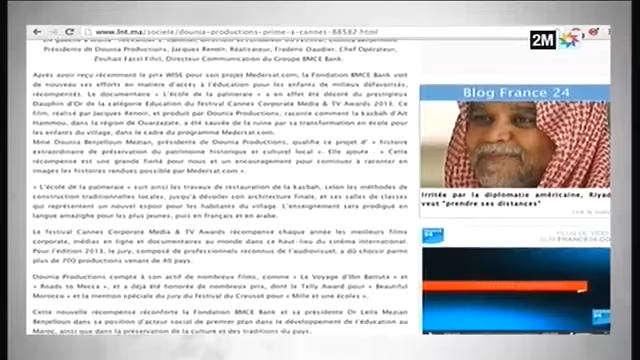 www.lnt.ma/societe/dounia-productions-prime-a-cannes-88582.html
2M
Présidente de Dounia Productions, Jacques Renoir, Réalisateur, Frederic Gaudier, Chef Opérateur,
Zouhair Fassi Fihri, Directeur Communication du Groupe BMCE Bank.
Après avoir reçu récemment le prix WISE pour son projet Medersat.com, la Fondation BMCE Bank voit
de nouveau ses efforts en matière d'accès à l'éducation pour les enfants de milieux défavorisés,
récompensés. Le documentaire « L'école de la palmeraie » a en effet été décoré du prestigieux
Dauphin d'Or de la catégorie Education du festival Cannes Corporate Media & TV Awards 2013. Ce
film, réalisé par Jacques Renoir, et produit par Dounia Productions, raconte comment la kasbah d'Aït
Hammou, dans la région de Ouarzazate, a été sauvée de la ruine par sa transformation en école pour
les enfants du village, dans le cadre du programme Medersat.com.
Mme Dounia Benjelloun Mezian, présidente de Dounia Productions, qualifie ce projet d' « histoire
extraordinaire de préservation du patrimoine historique et culturel local ». Elle ajoute : « Cette
récompense est une grande fierté pour nous et un encouragement pour continuer à raconter en
images les histoires rendues possibles par Medersat.com ».
« L'école de la palmeraie » suit ainsi les travaux de restauration de la kasbah, selon les méthodes de
construction traditionnelles locales, jusqu'à dévoiler son architecture finale, et ses salles de classes
qui représentent un nouvel espoir pour les habitants du village. L'enseignement sera prodigué en
langue amazighe pour les plus jeunes, puis en français et en arabe.
Le festival Cannes Corporate Media & TV Awards récompense chaque année les meilleurs films
corporate, médias en ligne et documentaires au monde dans ce haut-lieu du cinéma international.
Pour l'édition 2013, le jury, composé de professionnels reconnus de l'audiovisuel, a dû choisir parmi
plus de 200 productions venant de 40 pays.
Dounia Productions compte à son actif de nombreux films, comme « Le Voyage d'Ibn Battuta » et
« Roads to Mecca », et a déjà été honorée de nombreux prix, dont le Telly Award pour « Beautiful
Morocco » et la mention spéciale du jury du festival du Creusot pour « Mille et une écoles ».
Cette nouvelle récompense réconforte la Fondation BMCE Bank et sa présidente Dr Leila Mezian
Benjelloun dans sa position d'acteur social de premier plan dans le développement de l'éducation au
Maroc, ainsi que dans la préservation de la culture et des traditions du pays.
Blog France 24
Irritée par la diplomatie américaine, Riyad
veut "prendre ses distances"
Lire la suite
PLUS DE VIDÉO
SUR FRANCE24.CO